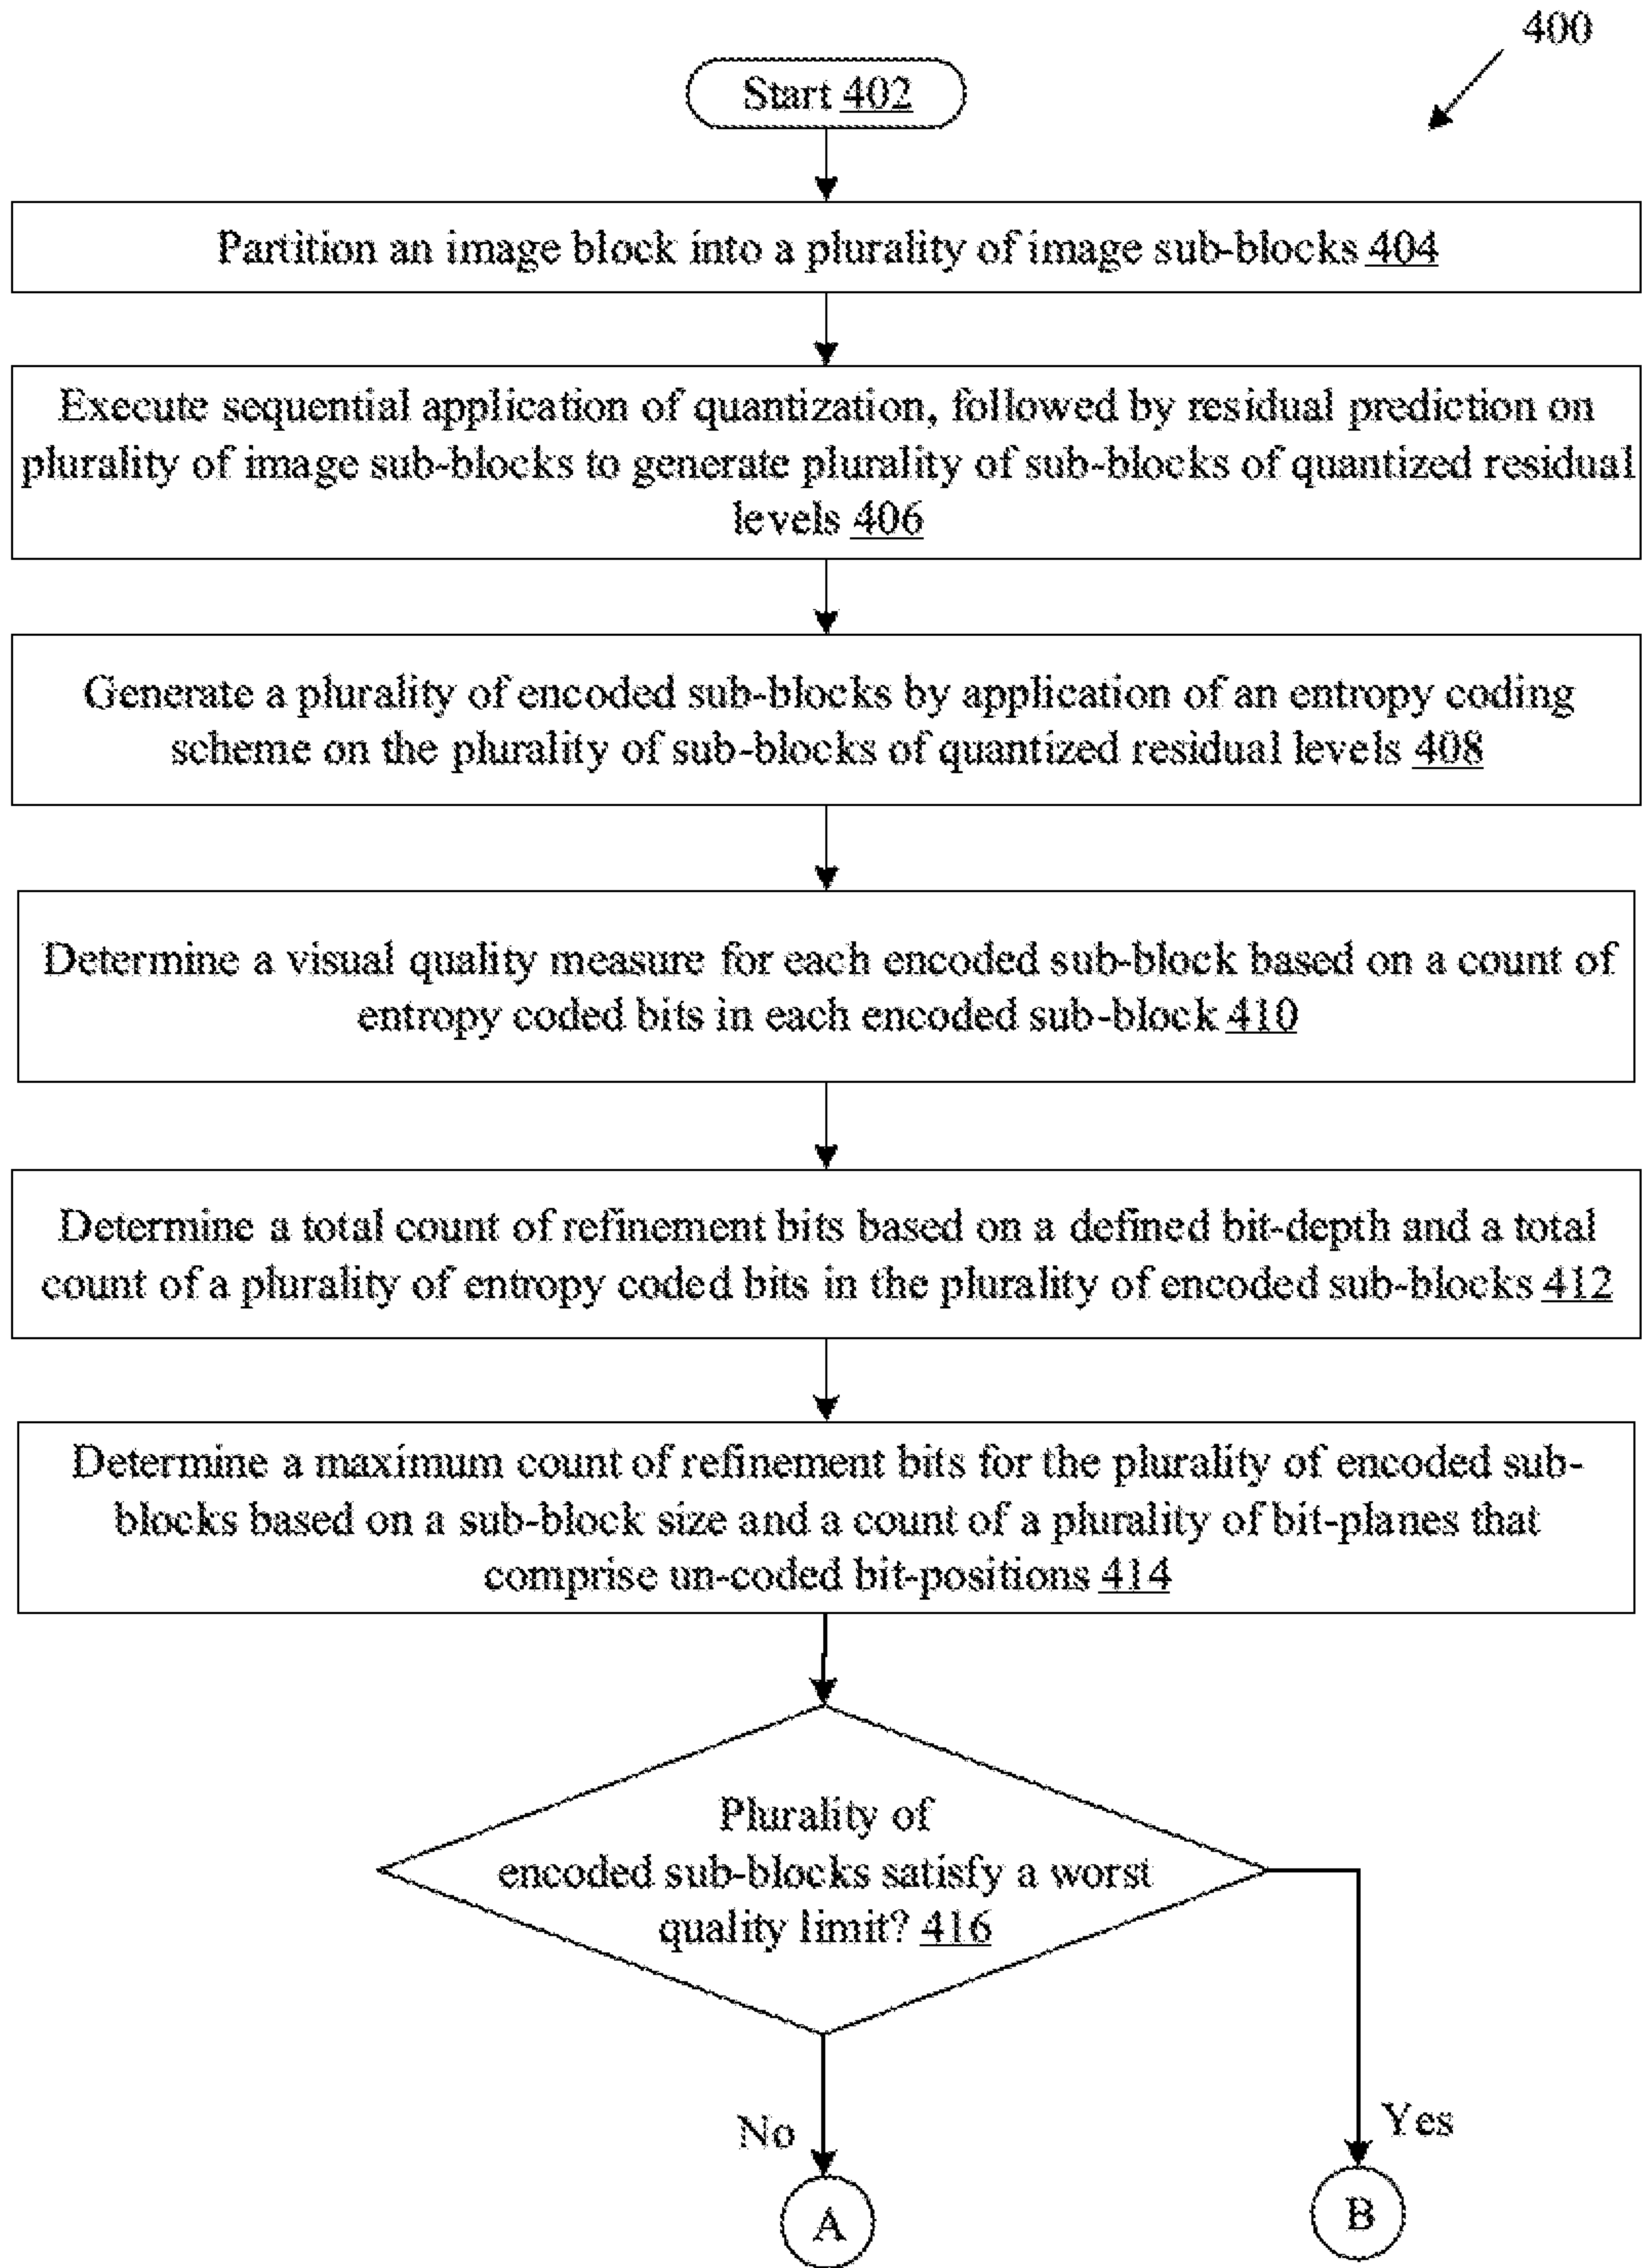 400
Start 402
Partition an image block into a plurality of image sub-blocks 404
Execute sequential application of quantization, followed by residual prediction on
plurality of image sub-blocks to generate plurality of sub-blocks of quantized residual
levels 406
Generate a plurality of encoded sub-blocks by application of an entropy coding
scheme on the plurality of sub-blocks of quantized residual levels 408
Determine a visual quality measure for each encoded sub-block based on a count of
entropy coded bits in each encoded sub-block 410
Determine a total count of refinement bits based on a defined bit-depth and a total
count of a plurality of entropy coded bits in the plurality of encoded sub-blocks 412
Determine a maximum count of refinement bits for the plurality of encoded sub-
blocks based on a sub-block size and a count of a plurality of bit-planes that
comprise un-coded bit-positions 414
Plurality of
encoded sub-blocks satisfy a worst
quality limit? 416
No
Yes
A
B